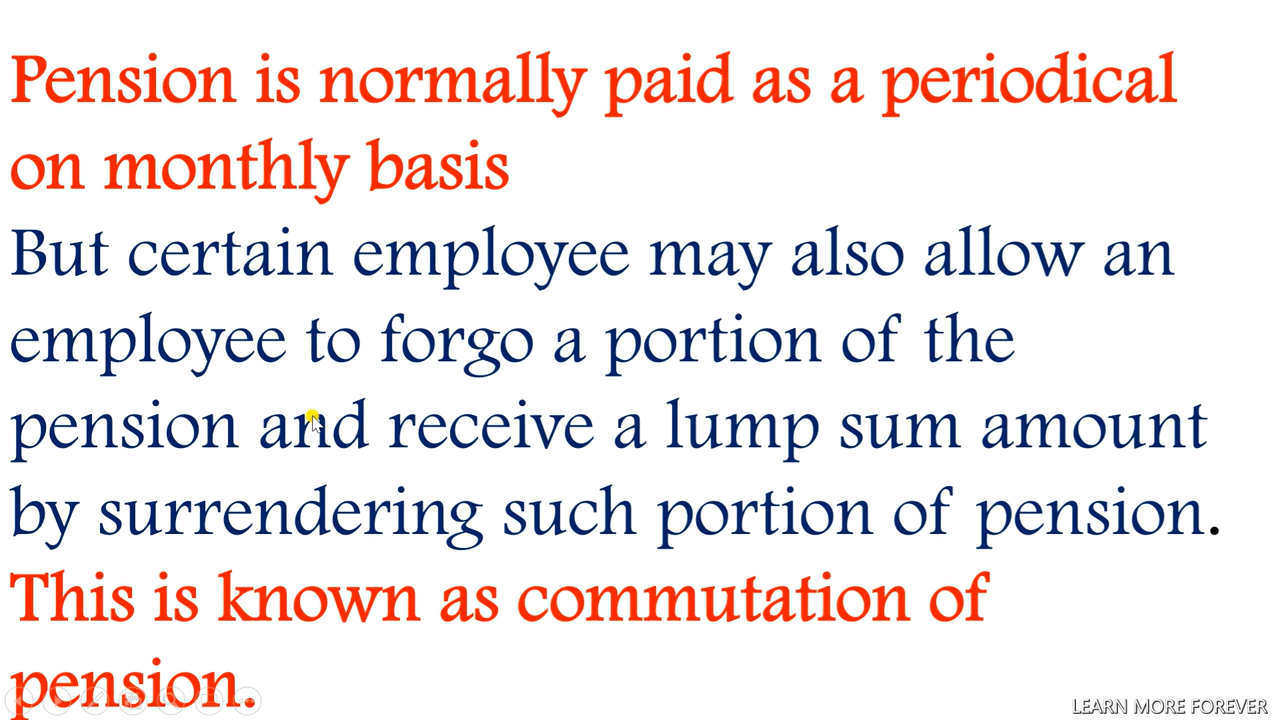 Pension is normally paid as a periodical
on monthly basis
But certain employee may also allow an
employee to forgo a portion of the
pension and receive a lump sum amount
by surrendering such portion of pension.
This is known as commutation of
pension.
LEARN MORE FOREVER